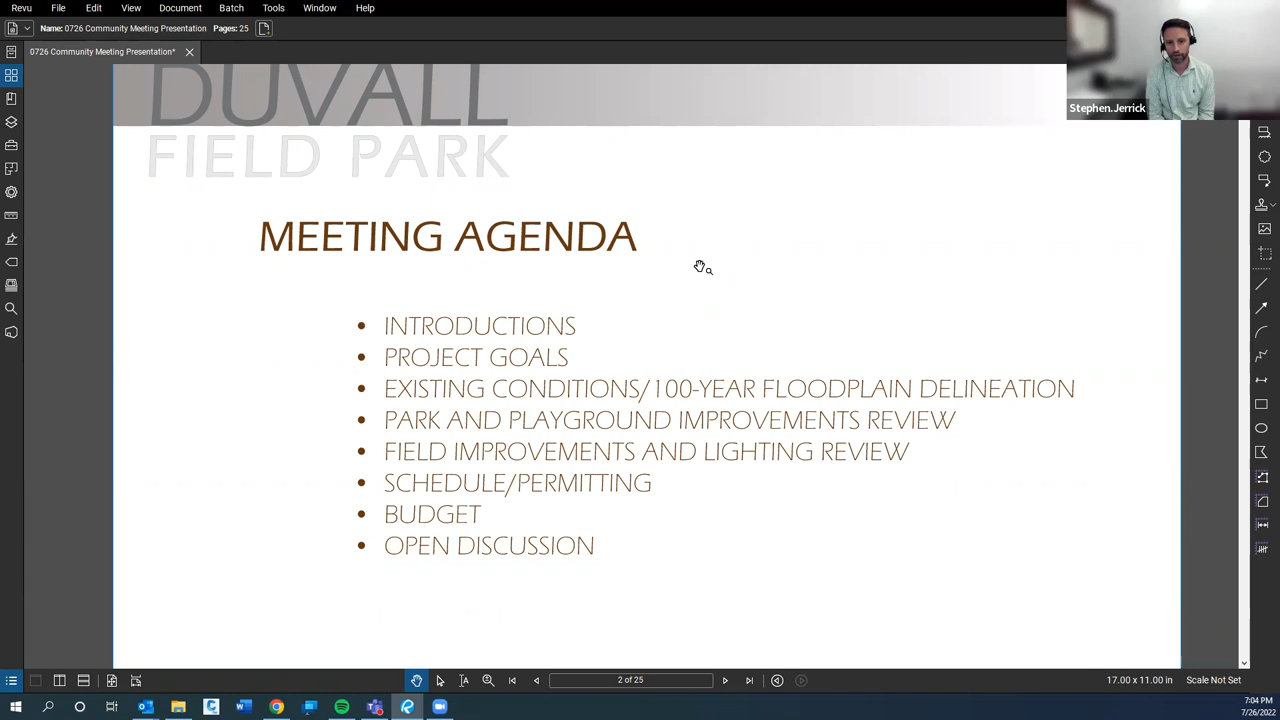 Revu File Edit View Document Batch Tools Window Help
Name: 0726 Community Meeting Presentation Pages: 25
0726 Community Meeting Presentation*
Stephen.Jerrick
DUVALL
FIELD PARK
MEETING AGENDA
• INTRODUCTIONS
• PROJECT GOALS
• EXISTING CONDITIONS/100-YEAR FLOODPLAIN DELINEATION
• PARK AND PLAYGROUND IMPROVEMENTS REVIEW
• FIELD IMPROVEMENTS AND LIGHTING REVIEW
• SCHEDULE/PERMITTING
• BUDGET
• OPEN DISCUSSION
2 of 25
17.00 x 11.00 in Scale Not Set
7:04 PM
7/26/2022